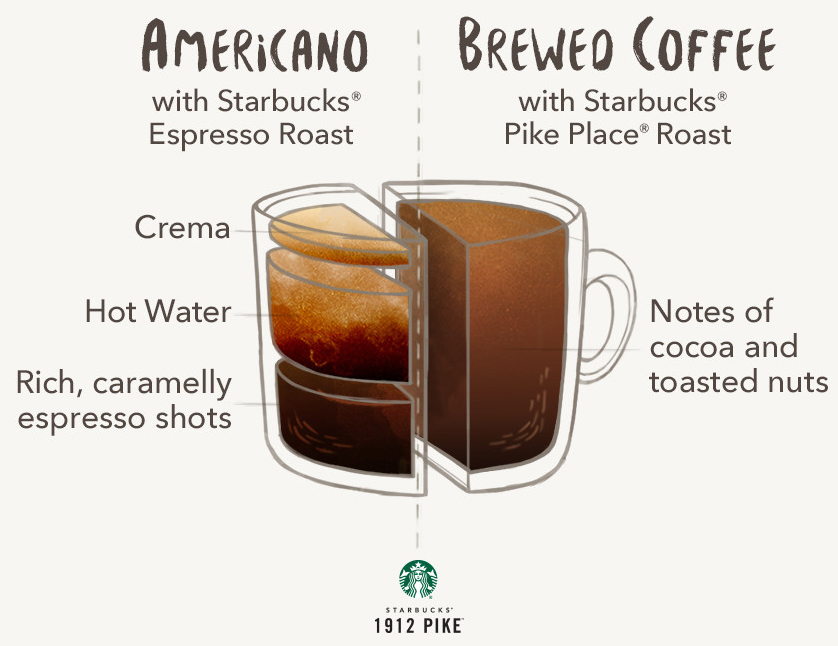 AMERICANO
with Starbucks®
Espresso Roast
BREWED COFFEE
with Starbucks®
Pike Place® Roast
Crema
Hot Water
Rich, caramelly
espresso shots
Notes of
cocoa and
toasted nuts
STARBUCKS®
1912 PIKE™